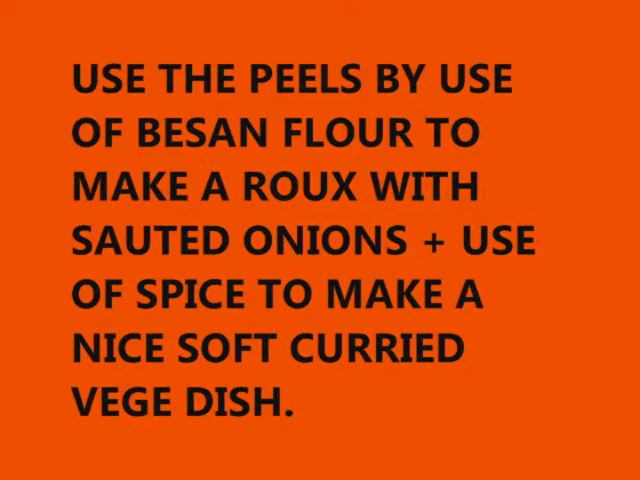 USE THE PEELS BY USE
OF BESAN FLOUR TO
MAKE A ROUX WITH
SAUTED ONIONS + USE
OF SPICE TO MAKE A
NICE SOFT CURRIED
VEGE DISH.